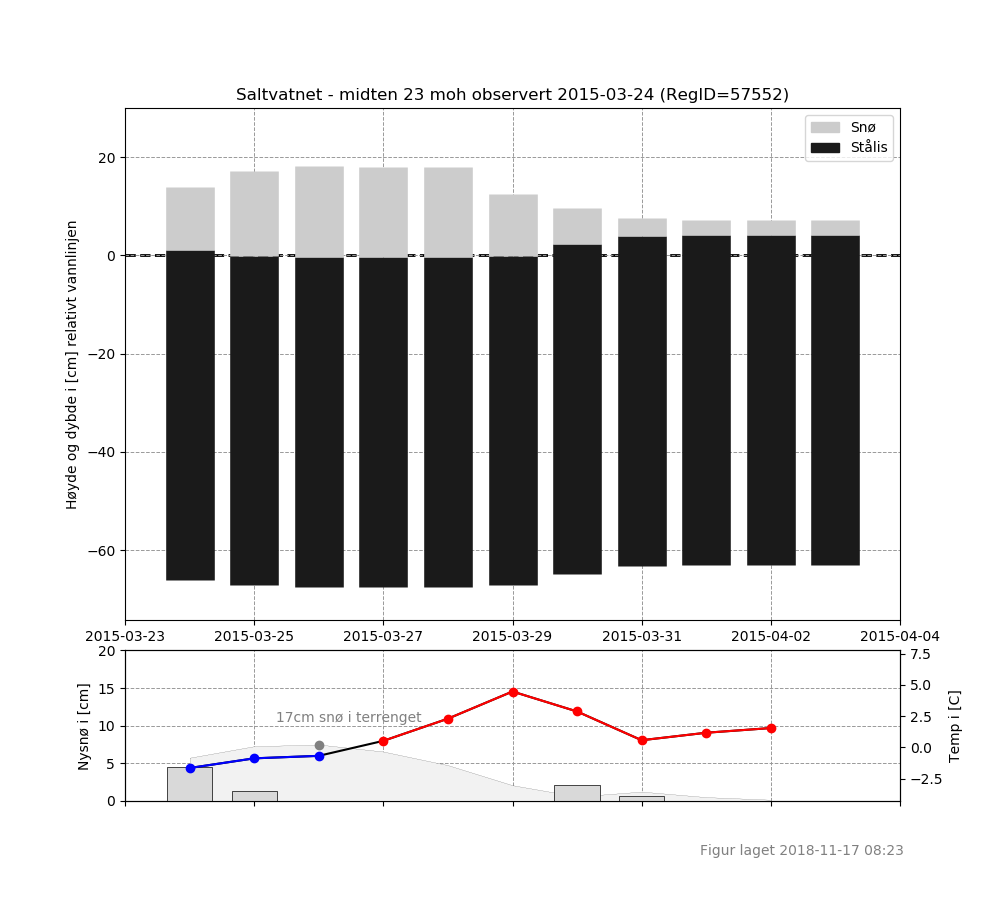 Saltvatnet - midten 23 moh observert 2015-03-24 (RegID=57552)
Snø
Stålis
Høyde og dybde i [cm] relativt vannlinjen
20
0
−20
−40
−60
2015-03-23 2015-03-25 2015-03-27 2015-03-29 2015-03-31 2015-04-02 2015-04-04
Nysnø i [cm]
20
15
10
5
0
17cm snø i terrenget
7.5
5.0
2.5
0.0
−2.5
Temp i [C]
Figur laget 2018-11-17 08:23